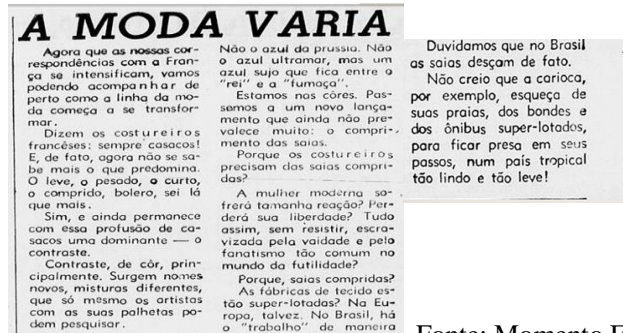 A MODA VARIA
Agora que as nossas cor-
respondências com a Fran-
ça se intensificam, vamos
podendo acompanhar de
perto como a linha da mo-
da começa a se transfor-
mar.
Dizem os costureiros
francêses: sempre casacos!
E, de fato, agora não se sa-
be mais o que predomina.
O leve, o pesado, o curto,
o comprido, bolero, sei lá
que mais.
Sim, e ainda permanece
com essa profusão de ca-
sacos uma dominante — o
contraste.
Contraste, de côr, prin-
cipalmente. Surgem nomes
novos, misturas diferentes,
que só mesmo os artistas
com as suas palhetas po-
dem pesquisar.
Não o azul da prussia. Não
o azul ultramar, mas um
azul sujo que fica entre o
"rei" e a "fumaça".
Estamos nas côres. Pas-
semos a um novo lança-
mento que ainda não pre-
valece muito: o compri-
mento das saias.
Porque os costureiros
precisam das saias compri-
das?
A mulher moderna so-
frerá tamanha reação? Per-
derá sua liberdade? Tudo
assim, sem resistir, escra-
vizada pela vaidade e pelo
fanatismo tão comum no
mundo da futilidade?
Porque, saias compridas?
As fábricas de tecido es-
tão super-lotadas? Na Eu-
ropa, talvez. No Brasil, há
o "trabalho" de maneira
Duvidamos que no Brasil
as saias desçam de fato.
Não creio que a carioca,
por exemplo, esqueça de
suas praias, dos bondes e
dos ônibus super-lotados,
para ficar presa em seus
passos, num país tropical
tão lindo e tão leve!